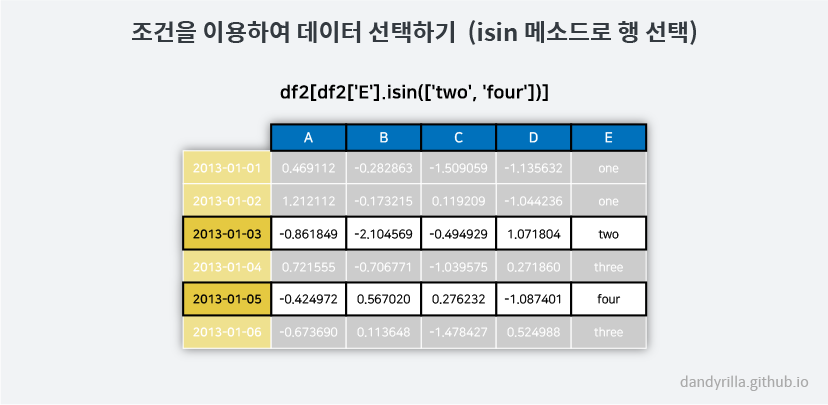 조건을 이용하여 데이터 선택하기 (isin 메소드로 행 선택)
df2[df2['E'].isin(['two', 'four'])]
A B C D E
2013-01-01 0.469112 -0.282863 -1.509059 -1.135632 one
2013-01-02 1.212112 -0.173215 0.119209 -1.044236 one
2013-01-03 -0.861849 -2.104569 -0.494929 1.071804 two
2013-01-04 0.721555 -0.706771 -1.039575 0.271860 three
2013-01-05 -0.424972 0.567020 0.276232 -1.087401 four
2013-01-06 -0.673690 0.113648 -1.478427 0.524988 three
dandyrilla.github.io